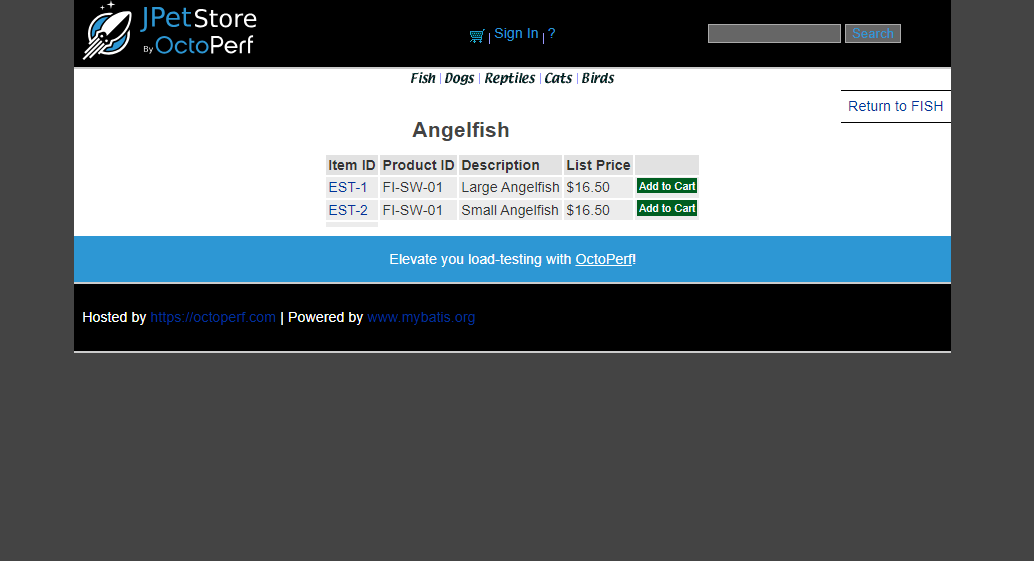 JPetStore
By OctoPerf
| Sign In | ?
Search
Fish | Dogs | Reptiles | Cats | Birds
Return to FISH
Angelfish
Item ID Product ID Description List Price
EST-1 FI-SW-01 Large Angelfish $16.50 Add to Cart
EST-2 FI-SW-01 Small Angelfish $16.50 Add to Cart
Elevate you load-testing with OctoPerf!
Hosted by https://octoperf.com | Powered by www.mybatis.org